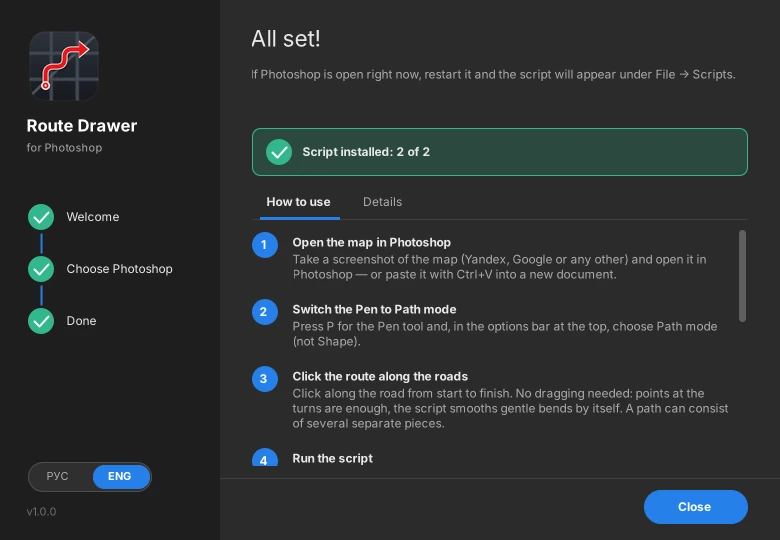 Route Drawer
for Photoshop
Welcome
Choose Photoshop
Done
РУС
ENG
v1.0.0
All set!
If Photoshop is open right now, restart it and the script will appear under File → Scripts.
Script installed: 2 of 2
How to use
Details
1
Open the map in Photoshop
Take a screenshot of the map (Yandex, Google or any other) and open it in
Photoshop — or paste it with Ctrl+V into a new document.
2
Switch the Pen to Path mode
Press P for the Pen tool and, in the options bar at the top, choose Path mode
(not Shape).
3
Click the route along the roads
Click along the road from start to finish. No dragging needed: points at the
turns are enough, the script smooths gentle bends by itself. A path can consist
of several separate pieces.
4
Run the script
Close